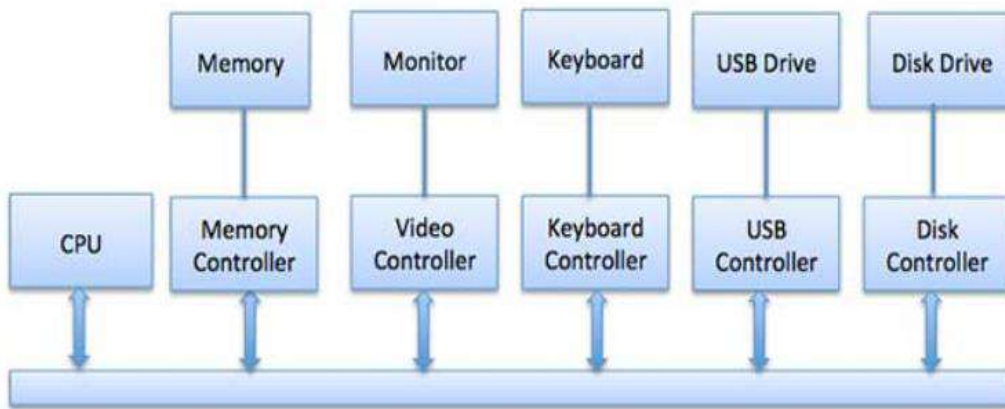 Memory
Monitor
Keyboard
USB Drive
Disk Drive
CPU
Memory
Controller
Video
Controller
Keyboard
Controller
USB
Controller
Disk
Controller